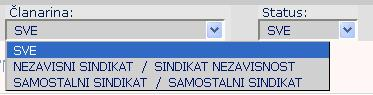 Članarina: Status:
SVE SVE
SVE
NEZAVISNI SINDIKAT / SINDIKAT NEZAVISNOST
SAMOSTALNI SINDIKAT / SAMOSTALNI SINDIKAT